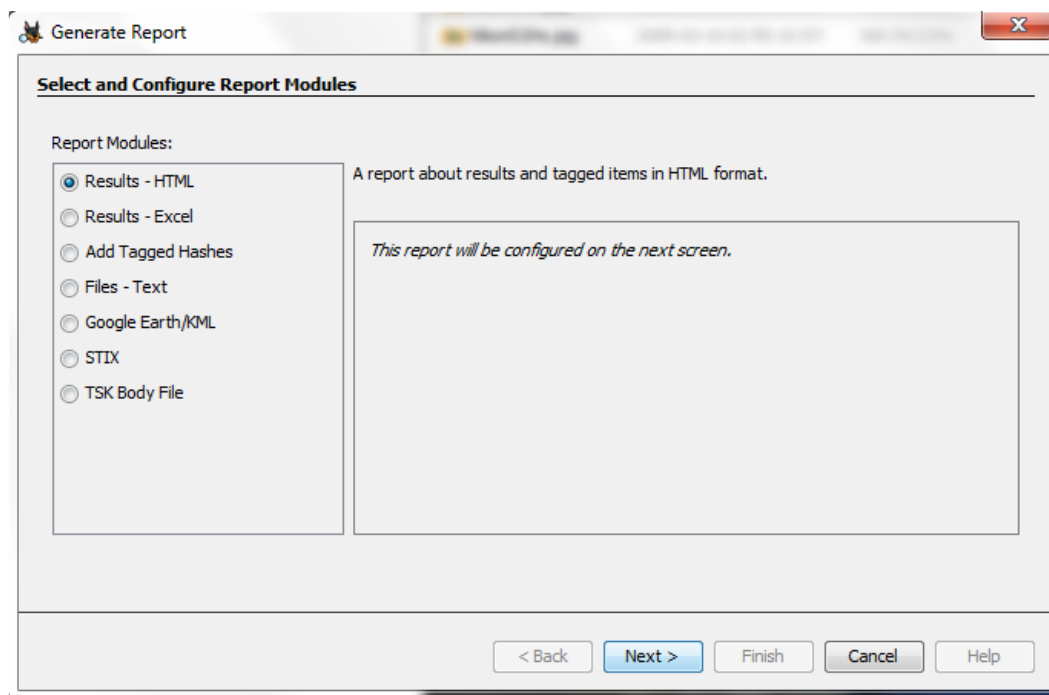 Generate Report
Select and Configure Report Modules
Report Modules:
Results - HTML
Results - Excel
Add Tagged Hashes
Files - Text
Google Earth/KML
STIX
TSK Body File
A report about results and tagged items in HTML format.
This report will be configured on the next screen.
< Back
Next >
Finish
Cancel
Help